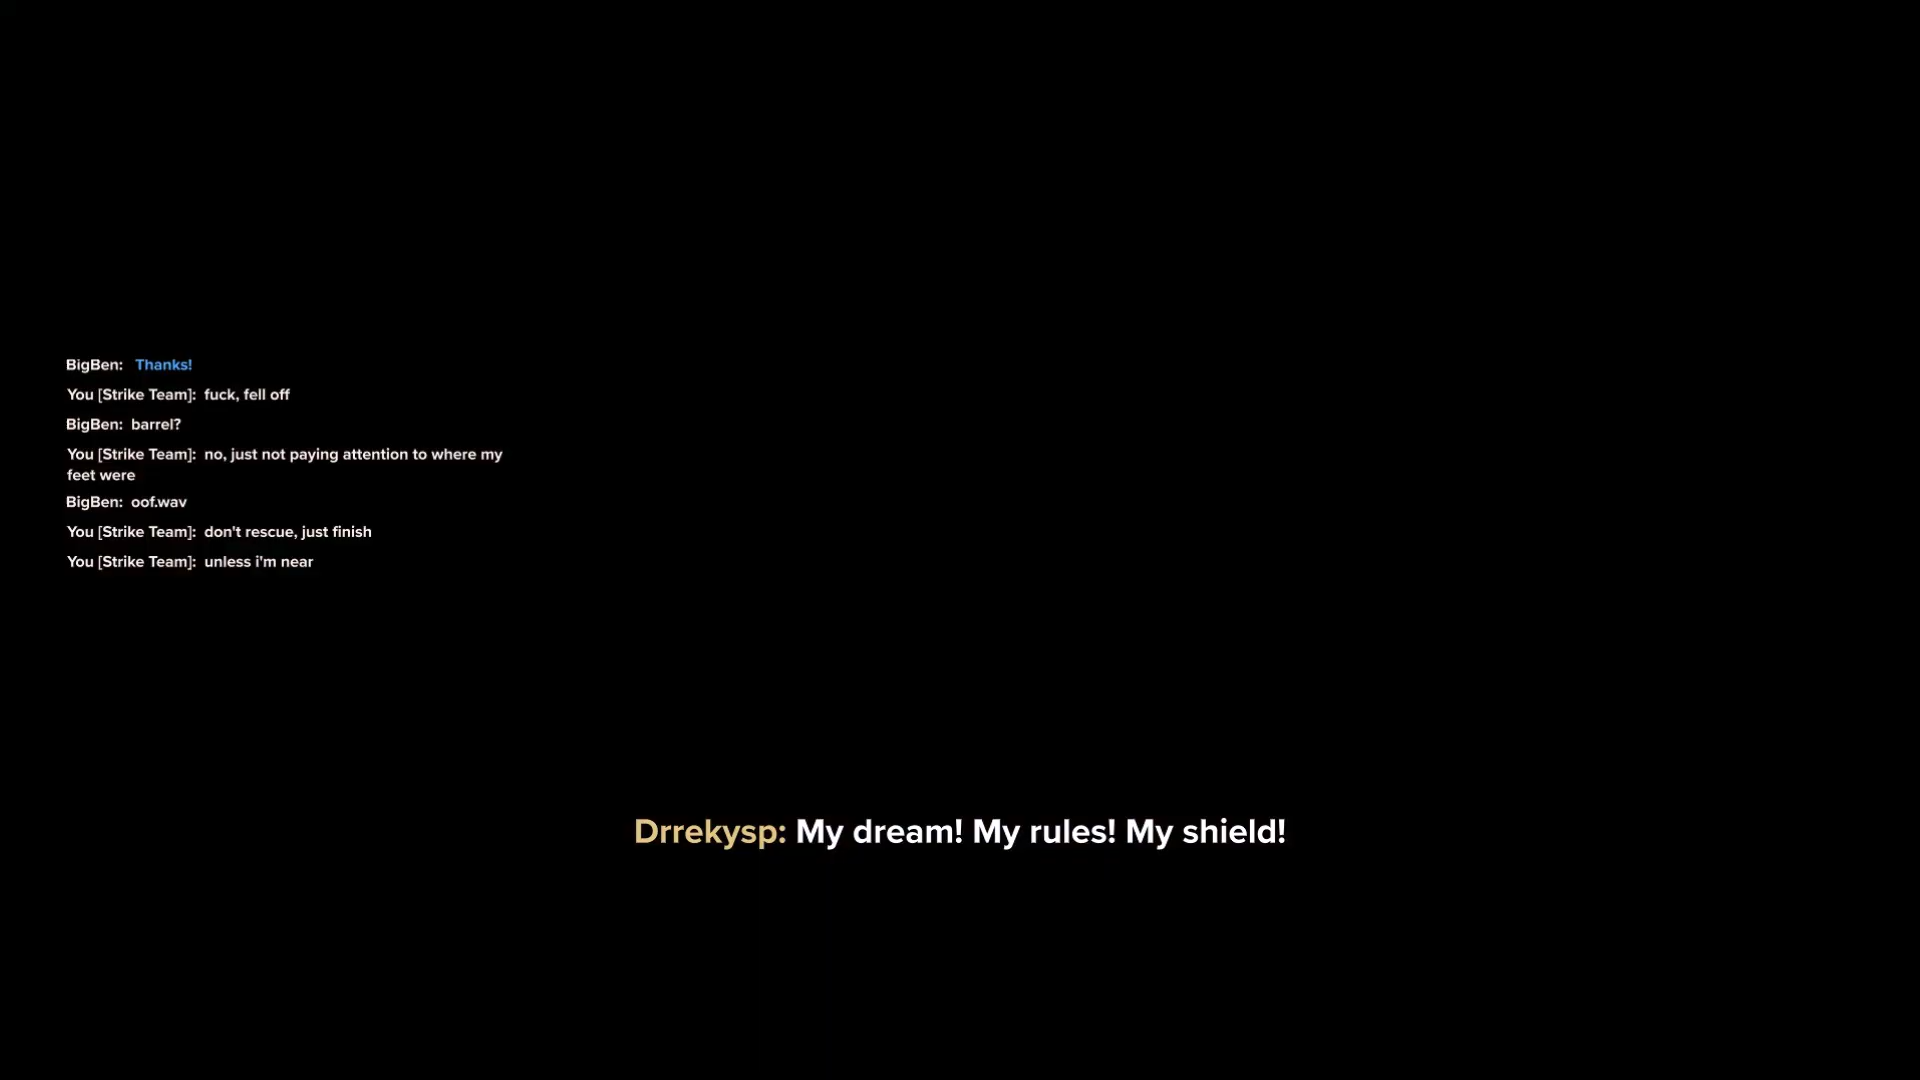 BigBen: Thanks!
You [Strike Team]: fuck, fell off
BigBen: barrel?
You [Strike Team]: no, just not paying attention to where my
feet were
BigBen: oof.wav
You [Strike Team]: don't rescue, just finish
You [Strike Team]: unless i'm near
Drrekysp: My dream! My rules! My shield!